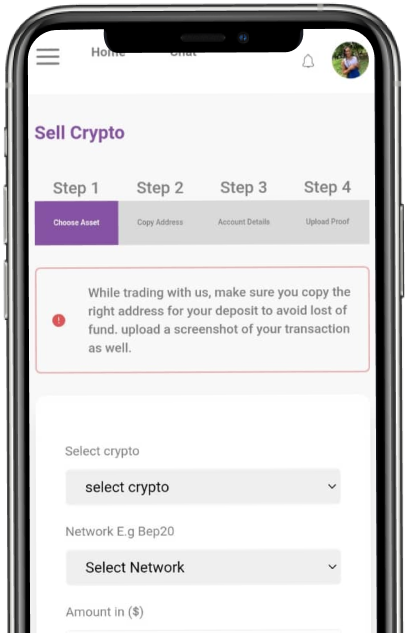 Home Chat
Sell Crypto
Step 1 Step 2 Step 3 Step 4
Choose Asset Copy Address Account Details Upload Proof
While trading with us, make sure you copy the
right address for your deposit to avoid lost of
fund. upload a screenshot of your transaction
as well.
Select crypto
select crypto
Network E.g Bep20
Select Network
Amount in ($)